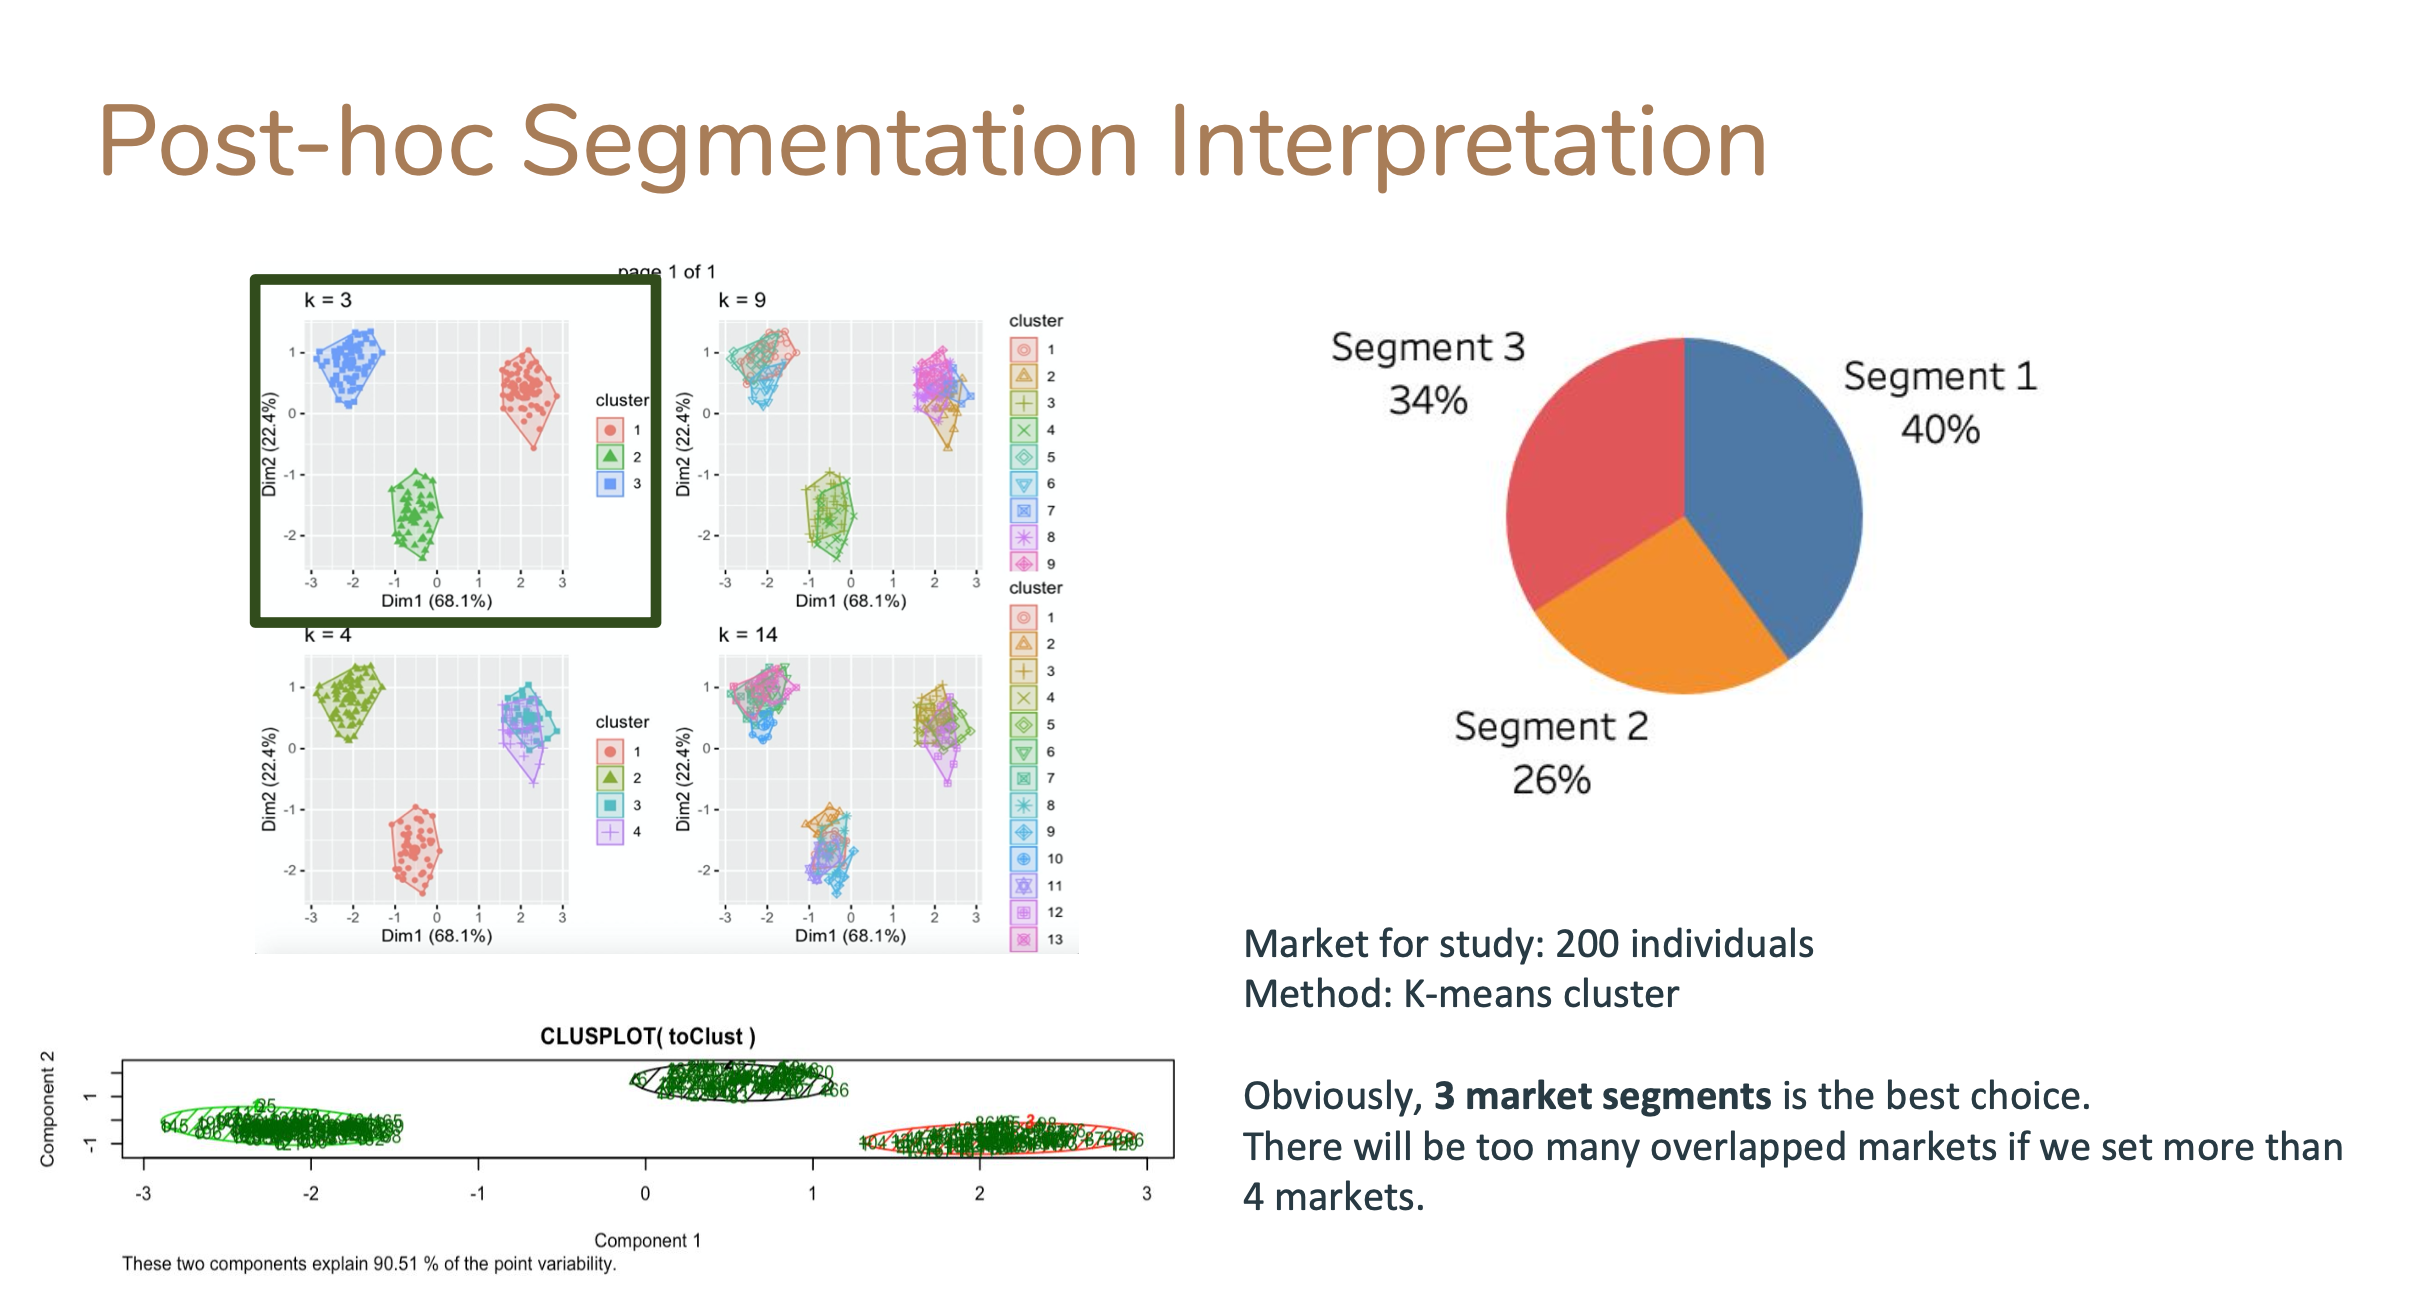 Post-hoc Segmentation Interpretation
page 1 of 1
k = 3
1
0
-1
-2
Dim2 (22.4%)
-3 -2 -1 0 1 2 3
Dim1 (68.1%)
cluster
1
2
3
k = 9
1
0
-1
-2
Dim2 (22.4%)
-3 -2 -1 0 1 2 3
Dim1 (68.1%)
cluster
1
2
3
4
5
6
7
8
9
k = 4
1
0
-1
-2
Dim2 (22.4%)
-3 -2 -1 0 1 2 3
Dim1 (68.1%)
cluster
1
2
3
4
k = 14
1
0
-1
-2
Dim2 (22.4%)
-3 -2 -1 0 1 2 3
Dim1 (68.1%)
cluster
1
2
3
4
5
6
7
8
9
10
11
12
13
Segment 3
34%
Segment 1
40%
Segment 2
26%
CLUSPLOT( toClust )
Component 2
1
-1
-3 -2 -1 0 1 2 3
Component 1
These two components explain 90.51 % of the point variability.
Market for study: 200 individuals
Method: K-means cluster
Obviously, 3 market segments is the best choice.
There will be too many overlapped markets if we set more than
4 markets.